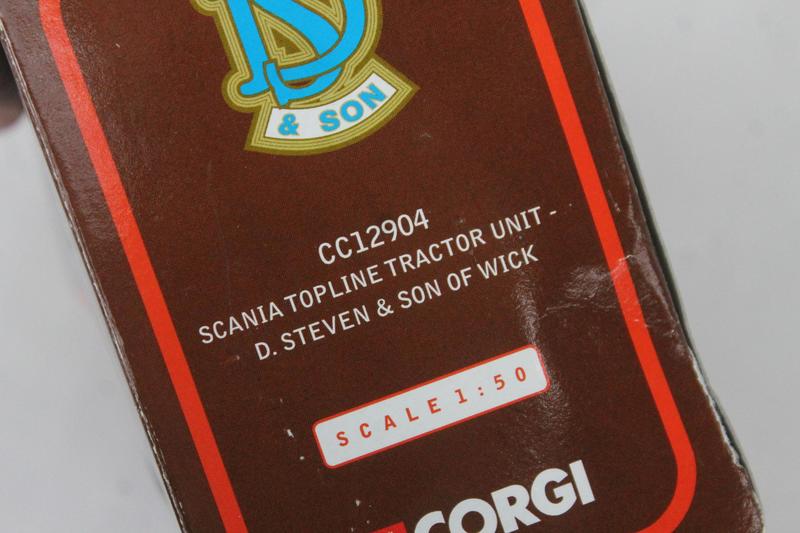 & SON
CC12904
SCANIA TOPLINE TRACTOR UNIT -
D. STEVEN & SON OF WICK
SCALE 1:50
CORGI